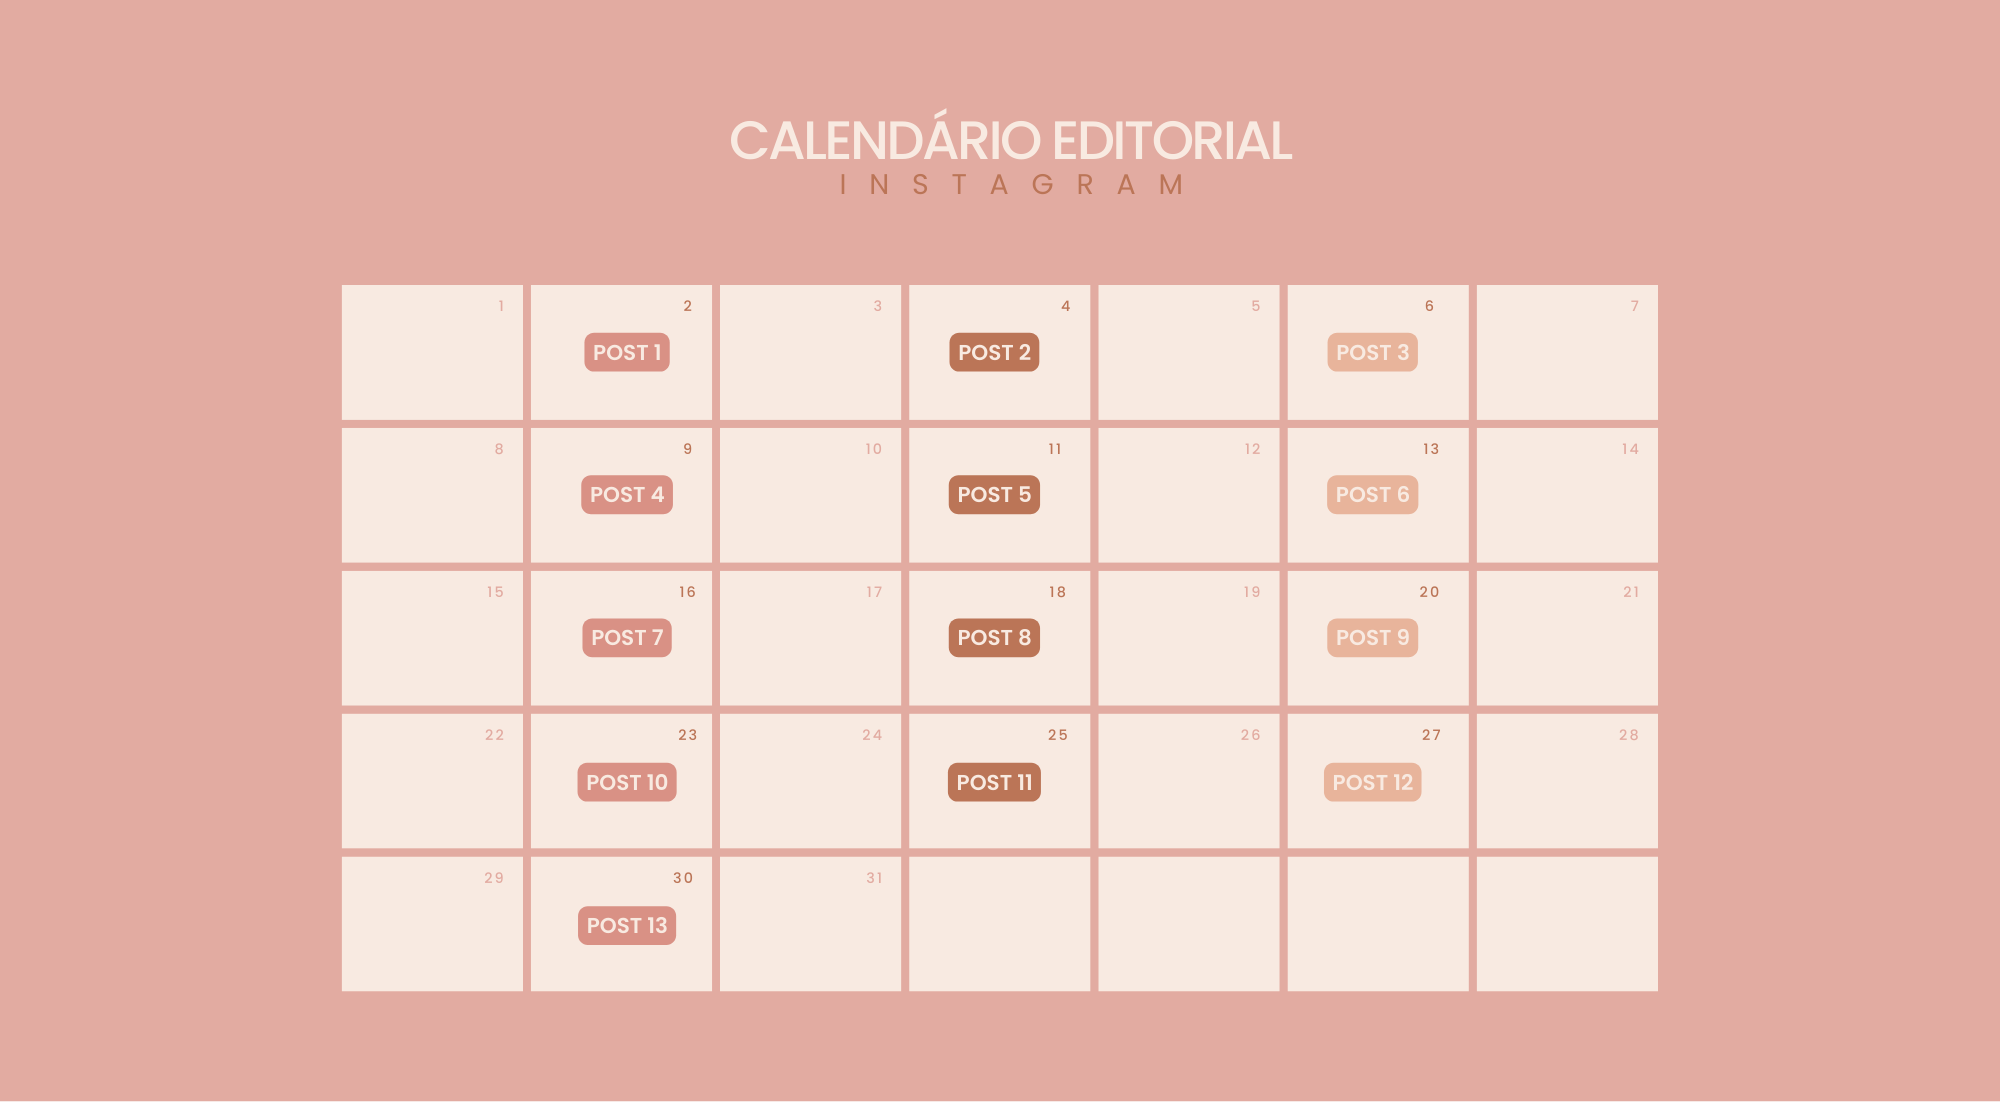 CALENDÁRIO EDITORIAL
INSTAGRAM
1 2 3 4 5 6 7
POST 1 POST 2 POST 3
8 9 10 11 12 13 14
POST 4 POST 5 POST 6
15 16 17 18 19 20 21
POST 7 POST 8 POST 9
22 23 24 25 26 27 28
POST 10 POST 11 POST 12
29 30 31
POST 13